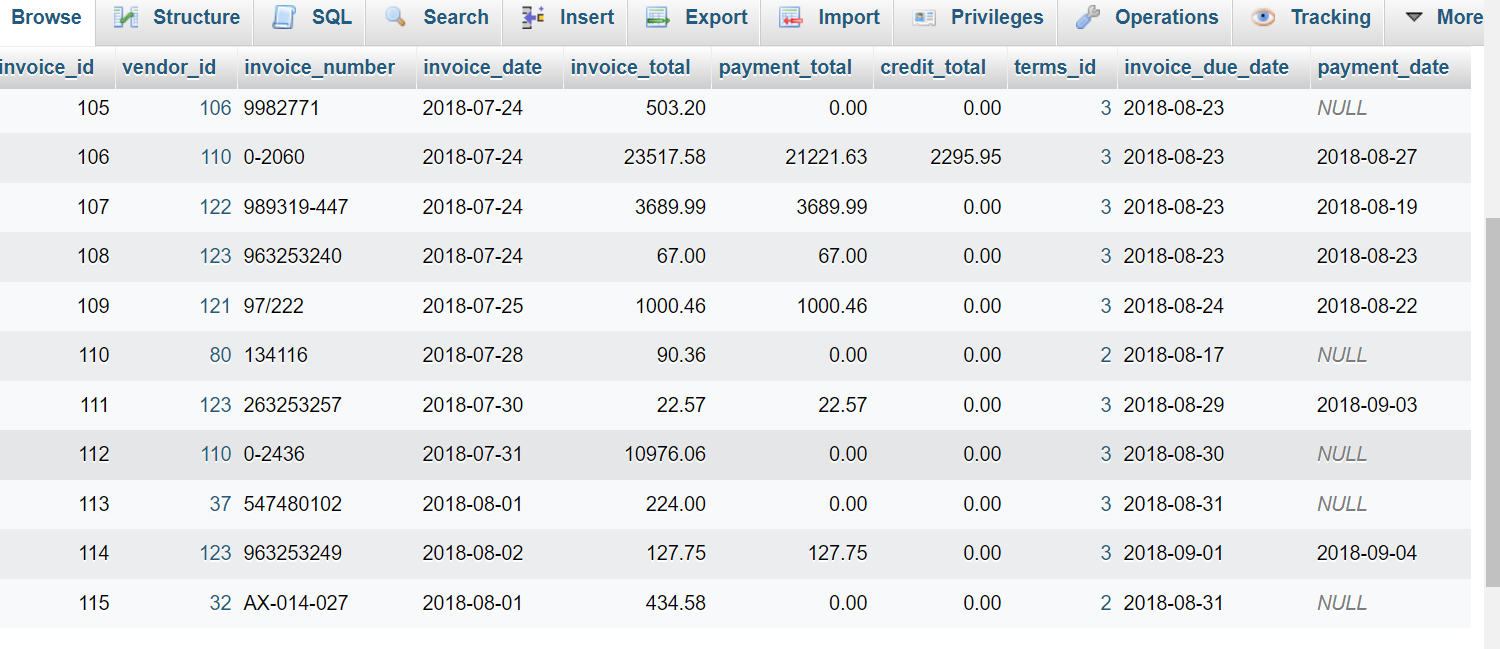 Browse Structure SQL Search Insert Export Import Privileges Operations Tracking More
invoice_id vendor_id invoice_number invoice_date invoice_total payment_total credit_total terms_id invoice_due_date payment_date
105 106 9982771 2018-07-24 503.20 0.00 0.00 3 2018-08-23 NULL
106 110 0-2060 2018-07-24 23517.58 21221.63 2295.95 3 2018-08-23 2018-08-27
107 122 989319-447 2018-07-24 3689.99 3689.99 0.00 3 2018-08-23 2018-08-19
108 123 963253240 2018-07-24 67.00 67.00 0.00 3 2018-08-23 2018-08-23
109 121 97/222 2018-07-25 1000.46 1000.46 0.00 3 2018-08-24 2018-08-22
110 80 134116 2018-07-28 90.36 0.00 0.00 2 2018-08-17 NULL
111 123 263253257 2018-07-30 22.57 22.57 0.00 3 2018-08-29 2018-09-03
112 110 0-2436 2018-07-31 10976.06 0.00 0.00 3 2018-08-30 NULL
113 37 547480102 2018-08-01 224.00 0.00 0.00 3 2018-08-31 NULL
114 123 963253249 2018-08-02 127.75 127.75 0.00 3 2018-09-01 2018-09-04
115 32 AX-014-027 2018-08-01 434.58 0.00 0.00 2 2018-08-31 NULL